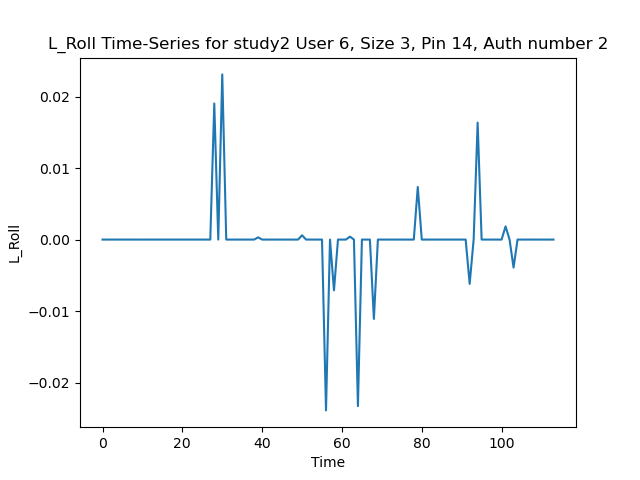 L_Roll Time-Series for study2 User 6, Size 3, Pin 14, Auth number 2
0.02
0.01
0.00
−0.01
−0.02
L_Roll
0 20 40 60 80 100
Time